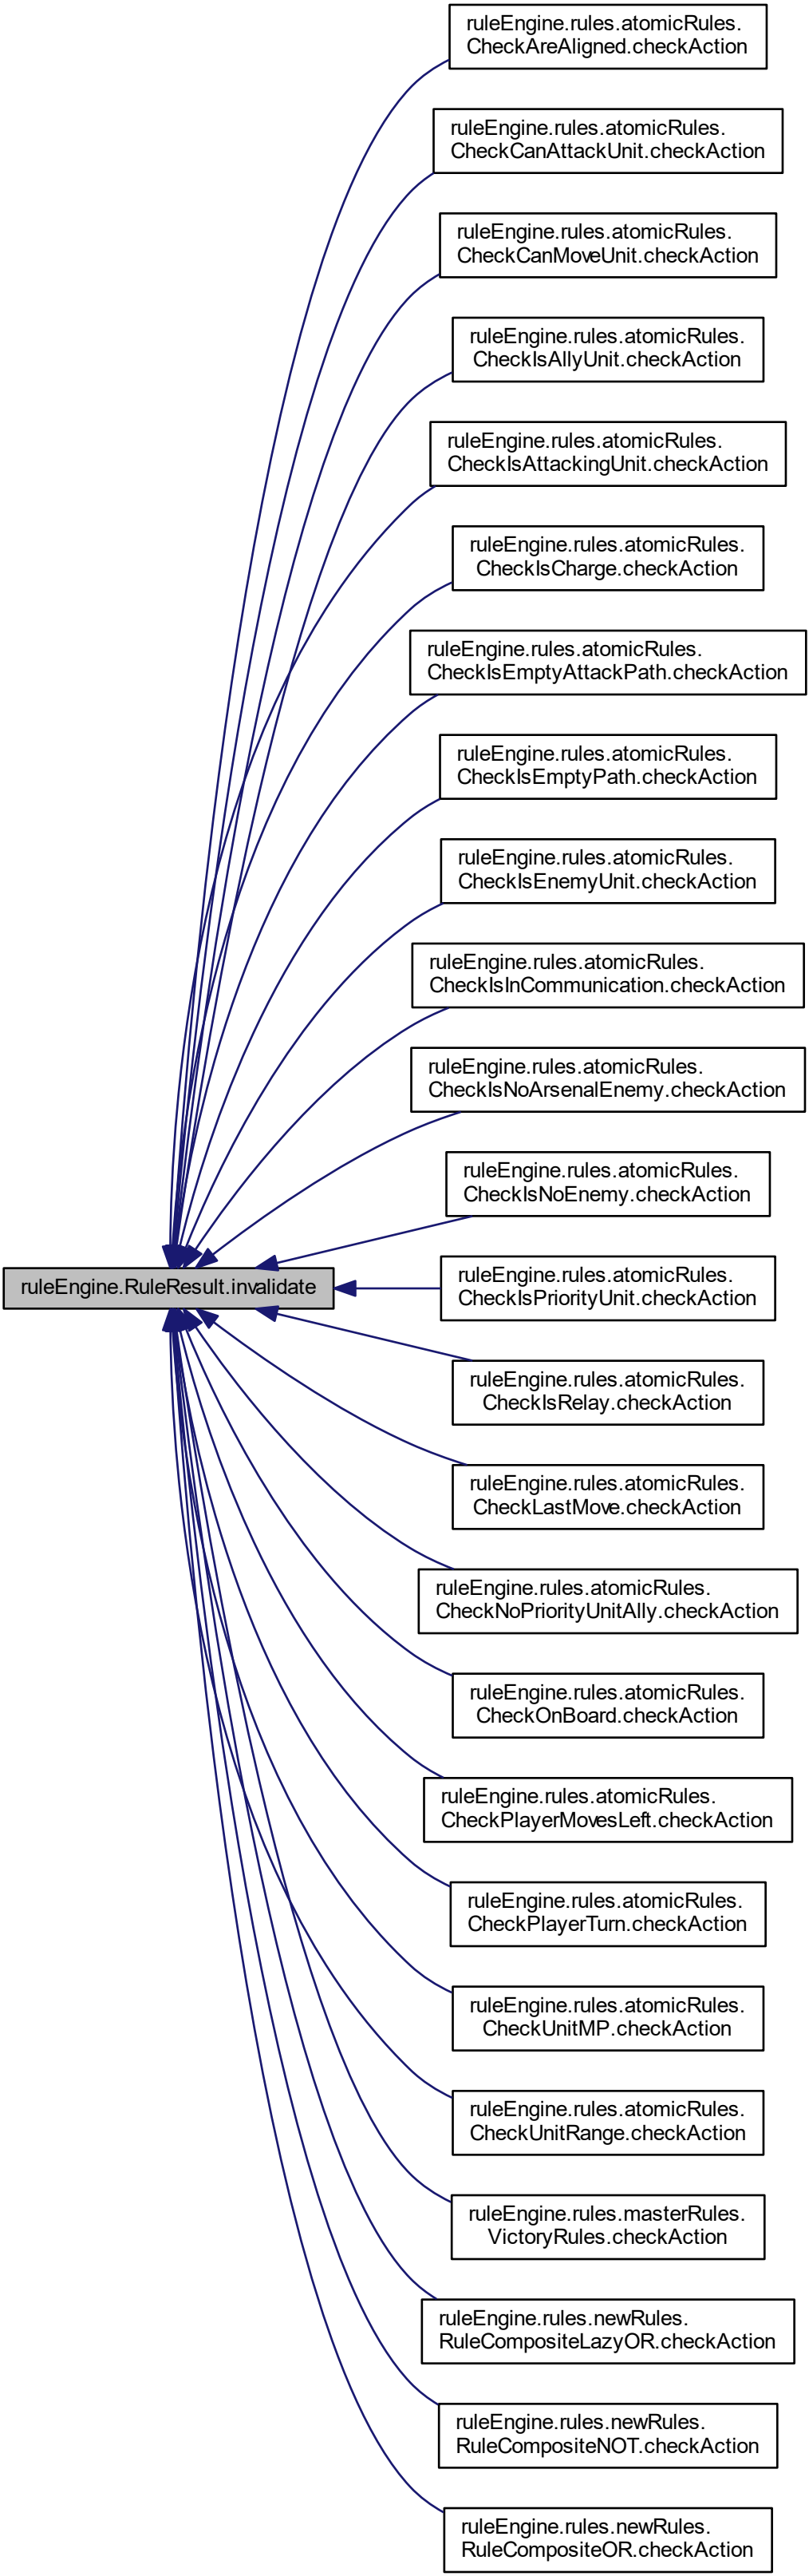 ruleEngine.rules.atomicRules.
CheckAreAligned.checkAction
ruleEngine.rules.atomicRules.
CheckCanAttackUnit.checkAction
ruleEngine.rules.atomicRules.
CheckCanMoveUnit.checkAction
ruleEngine.rules.atomicRules.
CheckIsAllyUnit.checkAction
ruleEngine.rules.atomicRules.
CheckIsAttackingUnit.checkAction
ruleEngine.rules.atomicRules.
CheckIsCharge.checkAction
ruleEngine.rules.atomicRules.
CheckIsEmptyAttackPath.checkAction
ruleEngine.rules.atomicRules.
CheckIsEmptyPath.checkAction
ruleEngine.rules.atomicRules.
CheckIsEnemyUnit.checkAction
ruleEngine.rules.atomicRules.
CheckIsInCommunication.checkAction
ruleEngine.rules.atomicRules.
CheckIsNoArsenalEnemy.checkAction
ruleEngine.rules.atomicRules.
CheckIsNoEnemy.checkAction
ruleEngine.RuleResult.invalidate
ruleEngine.rules.atomicRules.
CheckIsPriorityUnit.checkAction
ruleEngine.rules.atomicRules.
CheckIsRelay.checkAction
ruleEngine.rules.atomicRules.
CheckLastMove.checkAction
ruleEngine.rules.atomicRules.
CheckNoPriorityUnitAlly.checkAction
ruleEngine.rules.atomicRules.
CheckOnBoard.checkAction
ruleEngine.rules.atomicRules.
CheckPlayerMovesLeft.checkAction
ruleEngine.rules.atomicRules.
CheckPlayerTurn.checkAction
ruleEngine.rules.atomicRules.
CheckUnitMP.checkAction
ruleEngine.rules.atomicRules.
CheckUnitRange.checkAction
ruleEngine.rules.masterRules.
VictoryRules.checkAction
ruleEngine.rules.newRules.
RuleCompositeLazyOR.checkAction
ruleEngine.rules.newRules.
RuleCompositeNOT.checkAction
ruleEngine.rules.newRules.
RuleCompositeOR.checkAction